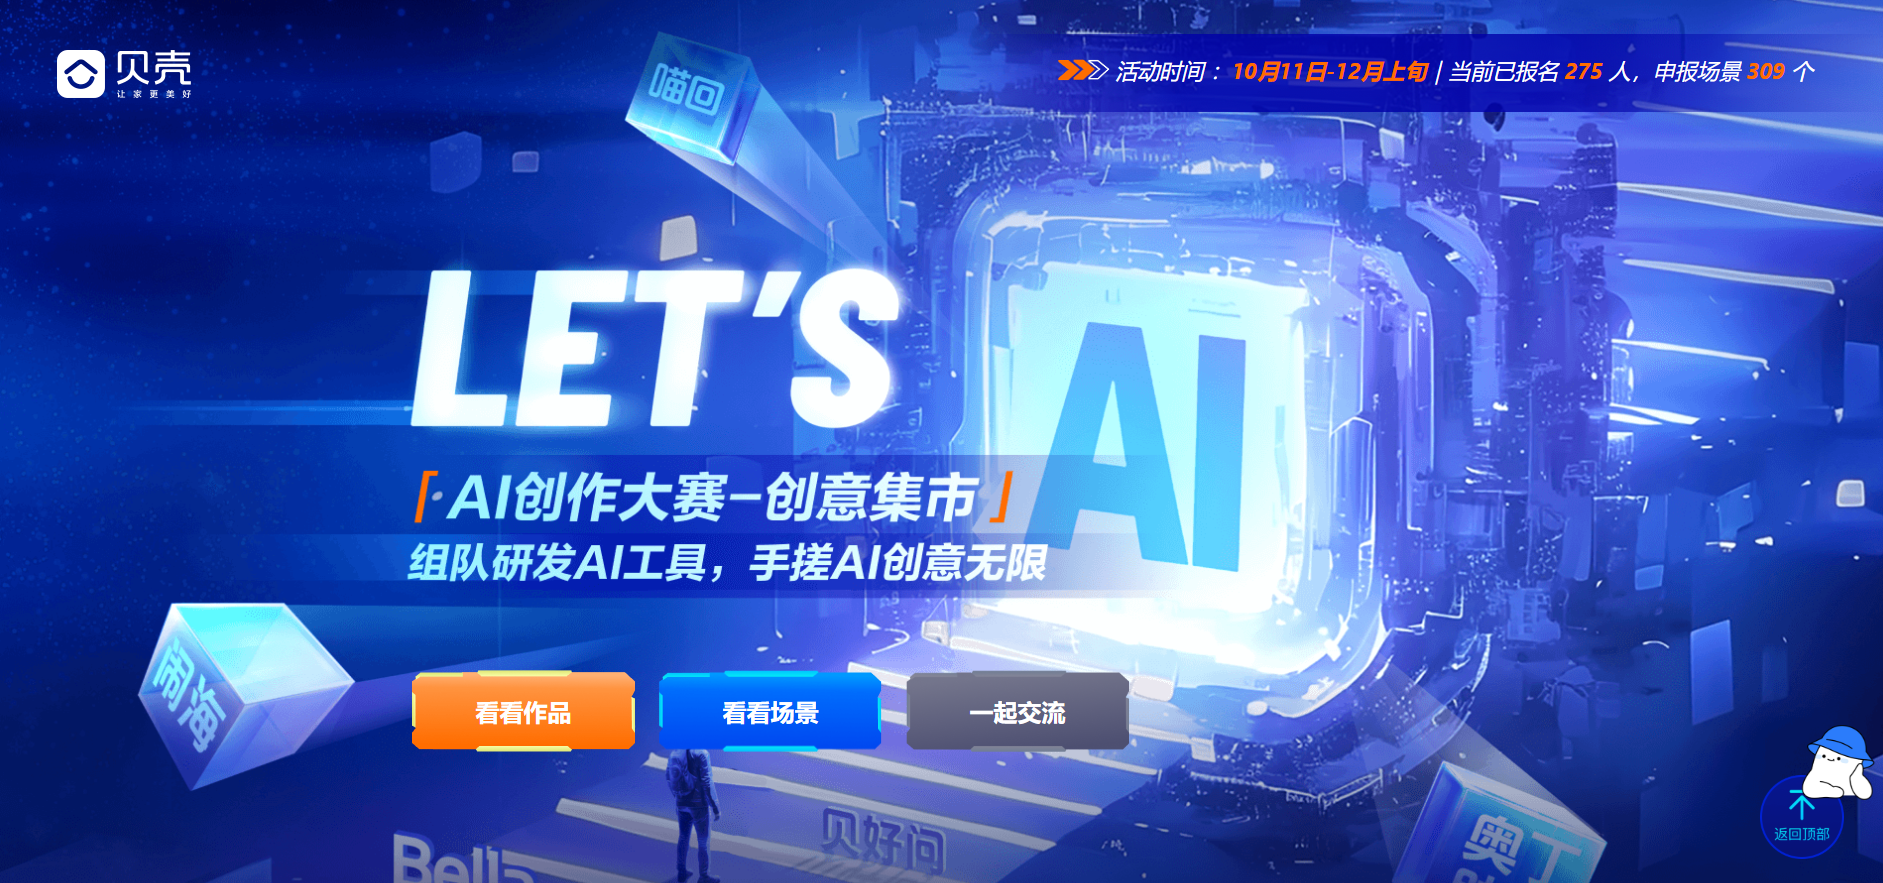 贝壳
让家更美好
活动时间：10月11日-12月上旬 | 当前已报名 275 人，申报场景 309 个
喵回
LET'S
AI
「AI创作大赛-创意集市」
组队研发AI工具，手搓AI创意无限
闹海
看看作品
看看场景
一起交流
贝好问
Bella
奥丁
返回顶部